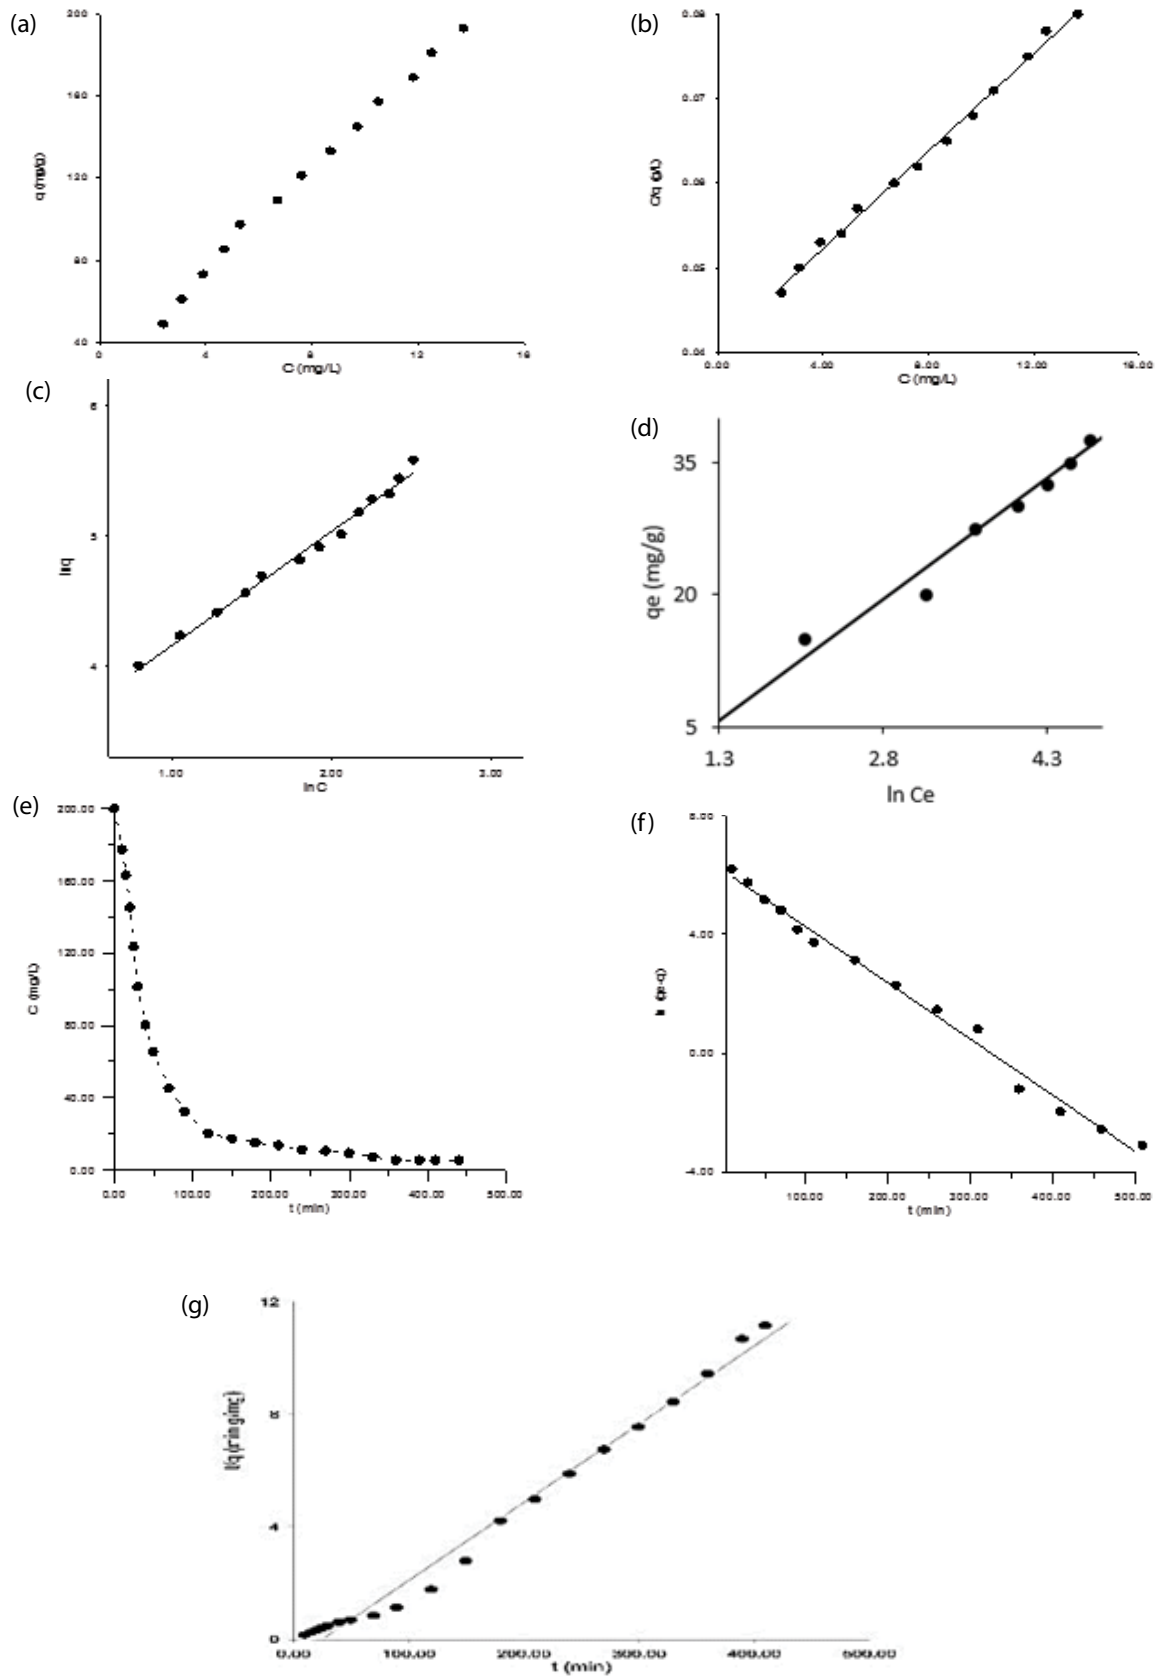 (a)
200
160
120
80
40
q (mg/g)
0 4 8 12 16
C (mg/L)
(b)
0.08
0.07
0.06
0.05
0.04
C/q (g/L)
0.00 4.00 8.00 12.00 16.00
C (mg/L)
(c)
6
5
4
lnq
1.00 2.00 3.00
ln C
(d)
35
20
5
qe (mg/g)
1.3 2.8 4.3
ln Ce
(e)
200.00
160.00
120.00
80.00
40.00
0.00
C (mg/L)
0.00 100.00 200.00 300.00 400.00 500.00
t (min)
(f)
8.00
4.00
0.00
-4.00
ln (qe-q)
100.00 200.00 300.00 400.00 500.00
t (min)
(g)
12
8
4
0
0.00 100.00 200.00 300.00 400.00 500.00
t (min)